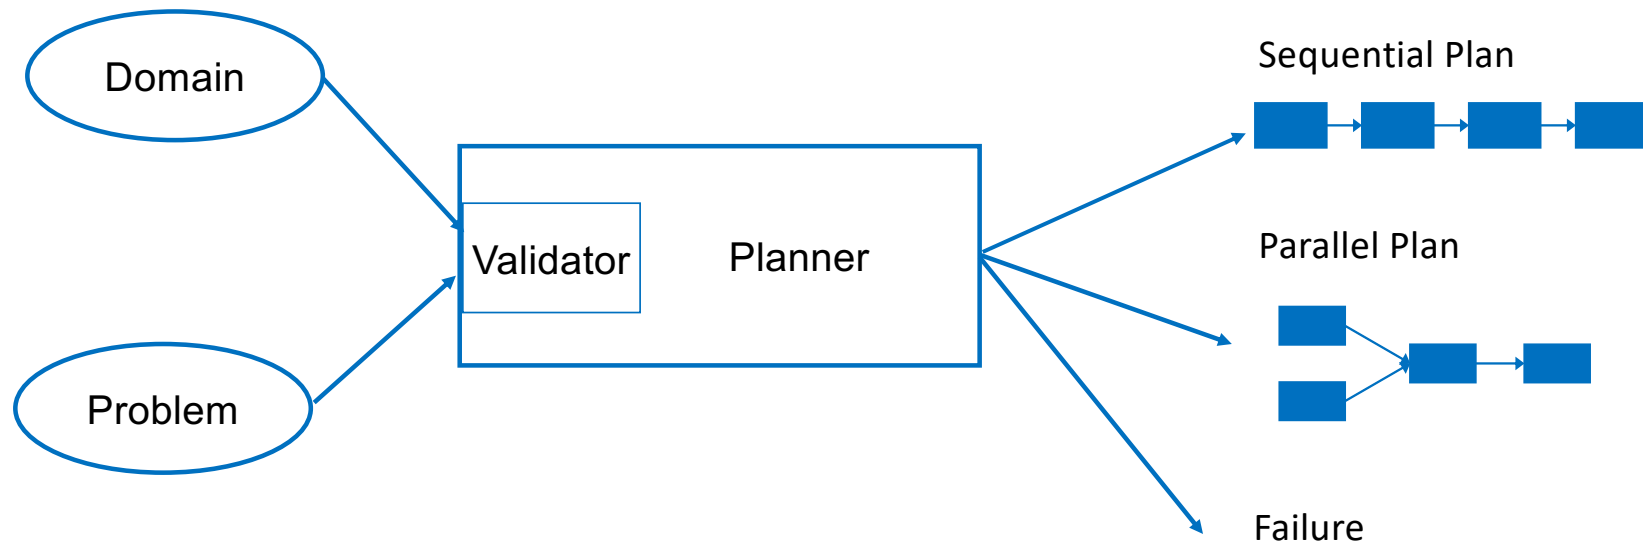 Domain
Problem
Validator
Planner
Sequential Plan
Parallel Plan
Failure